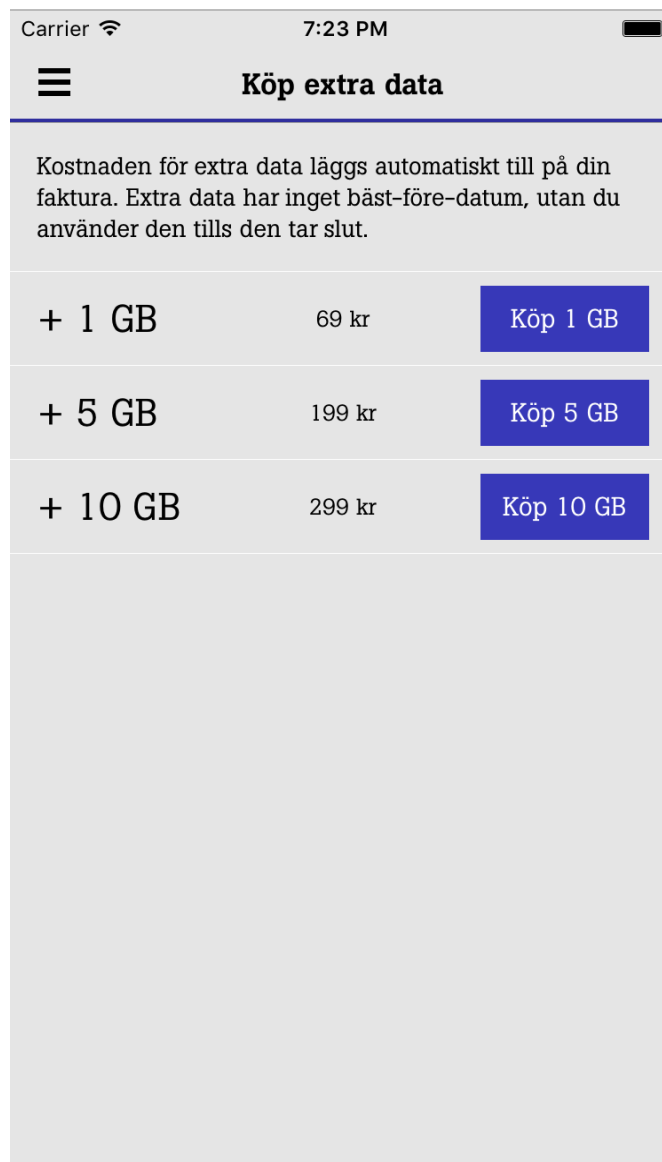 Carrier 7:23 PM
Köp extra data
Kostnaden för extra data läggs automatiskt till på din
faktura. Extra data har inget bäst-före-datum, utan du
använder den tills den tar slut.
+ 1 GB 69 kr Köp 1 GB
+ 5 GB 199 kr Köp 5 GB
+ 10 GB 299 kr Köp 10 GB